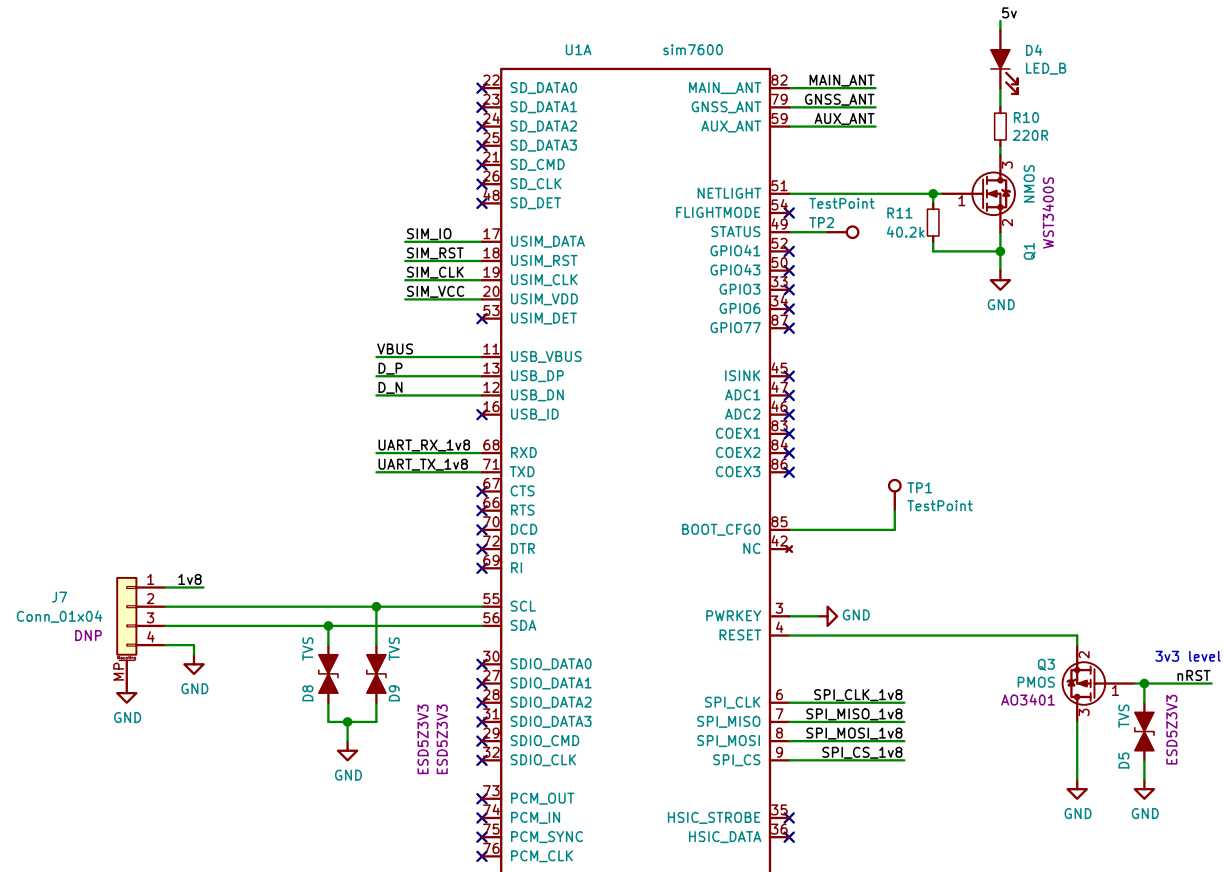 5v
U1A
sim7600
D4
LED_B
R10
220R
22
SD_DATA0
23
SD_DATA1
24
SD_DATA2
25
SD_DATA3
21
SD_CMD
26
SD_CLK
48
SD_DET
MAIN__ANT
82
MAIN_ANT
GNSS_ANT
79
GNSS_ANT
AUX_ANT
59
AUX_ANT
NETLIGHT
51
FLIGHTMODE
54
STATUS
49
TestPoint
TP2
R11
40.2k
1
3
2
NMOS
Q1
WST3400S
GND
SIM_IO
17
USIM_DATA
SIM_RST
18
USIM_RST
SIM_CLK
19
USIM_CLK
SIM_VCC
20
USIM_VDD
53
USIM_DET
GPIO41
52
GPIO43
50
GPIO3
33
GPIO6
34
GPIO77
87
VBUS
11
USB_VBUS
D_P
13
USB_DP
D_N
12
USB_DN
16
USB_ID
ISINK
45
ADC1
47
ADC2
46
COEX1
83
COEX2
84
COEX3
86
UART_RX_1v8
68
RXD
UART_TX_1v8
71
TXD
67
CTS
66
RTS
70
DCD
72
DTR
69
RI
TP1
TestPoint
BOOT_CFG0
85
NC
42
J7
Conn_01x04
DNP
1
1v8
2
3
4
MP
Mounting
GND
GND
55
SCL
56
SDA
TVS
D8
TVS
D9
GND
ESD5Z3V3
ESD5Z3V3
PWRKEY
3
GND
RESET
4
30
SDIO_DATA0
27
SDIO_DATA1
28
SDIO_DATA2
31
SDIO_DATA3
29
SDIO_CMD
32
SDIO_CLK
SPI_CLK
6
SPI_CLK_1v8
SPI_MISO
7
SPI_MISO_1v8
SPI_MOSI
8
SPI_MOSI_1v8
SPI_CS
9
SPI_CS_1v8
Q3
PMOS
AO3401
2
1
3
3v3 level
nRST
TVS
D5
ESD5Z3V3
GND
GND
73
PCM_OUT
74
PCM_IN
75
PCM_SYNC
76
PCM_CLK
HSIC_STROBE
35
HSIC_DATA
36